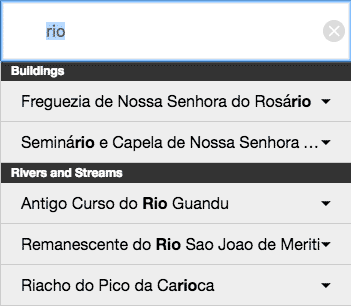 rio
Buildings
Freguezia de Nossa Senhora do Rosário
Seminário e Capela de Nossa Senhora ...
Rivers and Streams
Antigo Curso do Rio Guandu
Remanescente do Rio Sao Joao de Meriti
Riacho do Pico da Carioca